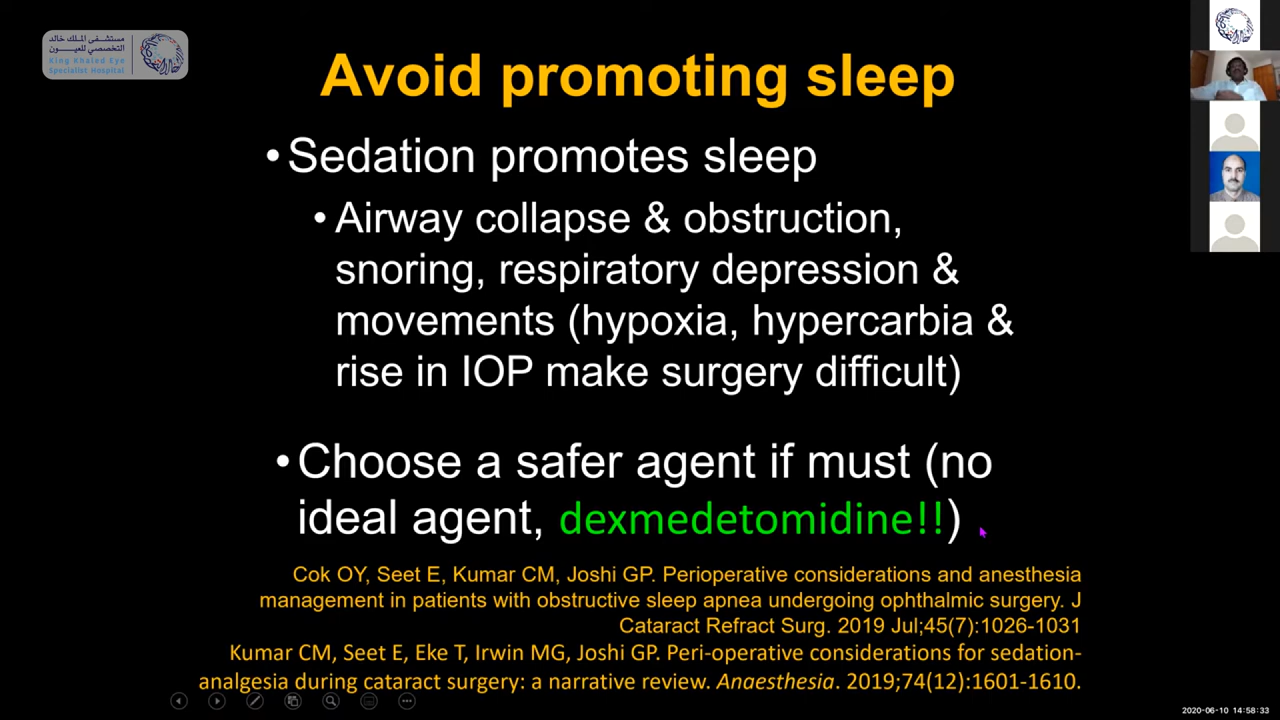 مستشفى الملك خالد
التخصصي للعيون
King Khaled Eye
Specialist Hospital
Avoid promoting sleep
•Sedation promotes sleep
•Airway collapse & obstruction,
snoring, respiratory depression &
movements (hypoxia, hypercarbia &
rise in IOP make surgery difficult)
•Choose a safer agent if must (no
ideal agent, dexmedetomidine!!)
Cok OY, Seet E, Kumar CM, Joshi GP. Perioperative considerations and anesthesia
management in patients with obstructive sleep apnea undergoing ophthalmic surgery. J
Cataract Refract Surg. 2019 Jul;45(7):1026-1031
Kumar CM, Seet E, Eke T, Irwin MG, Joshi GP. Peri-operative considerations for sedation-
analgesia during cataract surgery: a narrative review. Anaesthesia. 2019;74(12):1601-1610.
2020-06-10 14:58:33